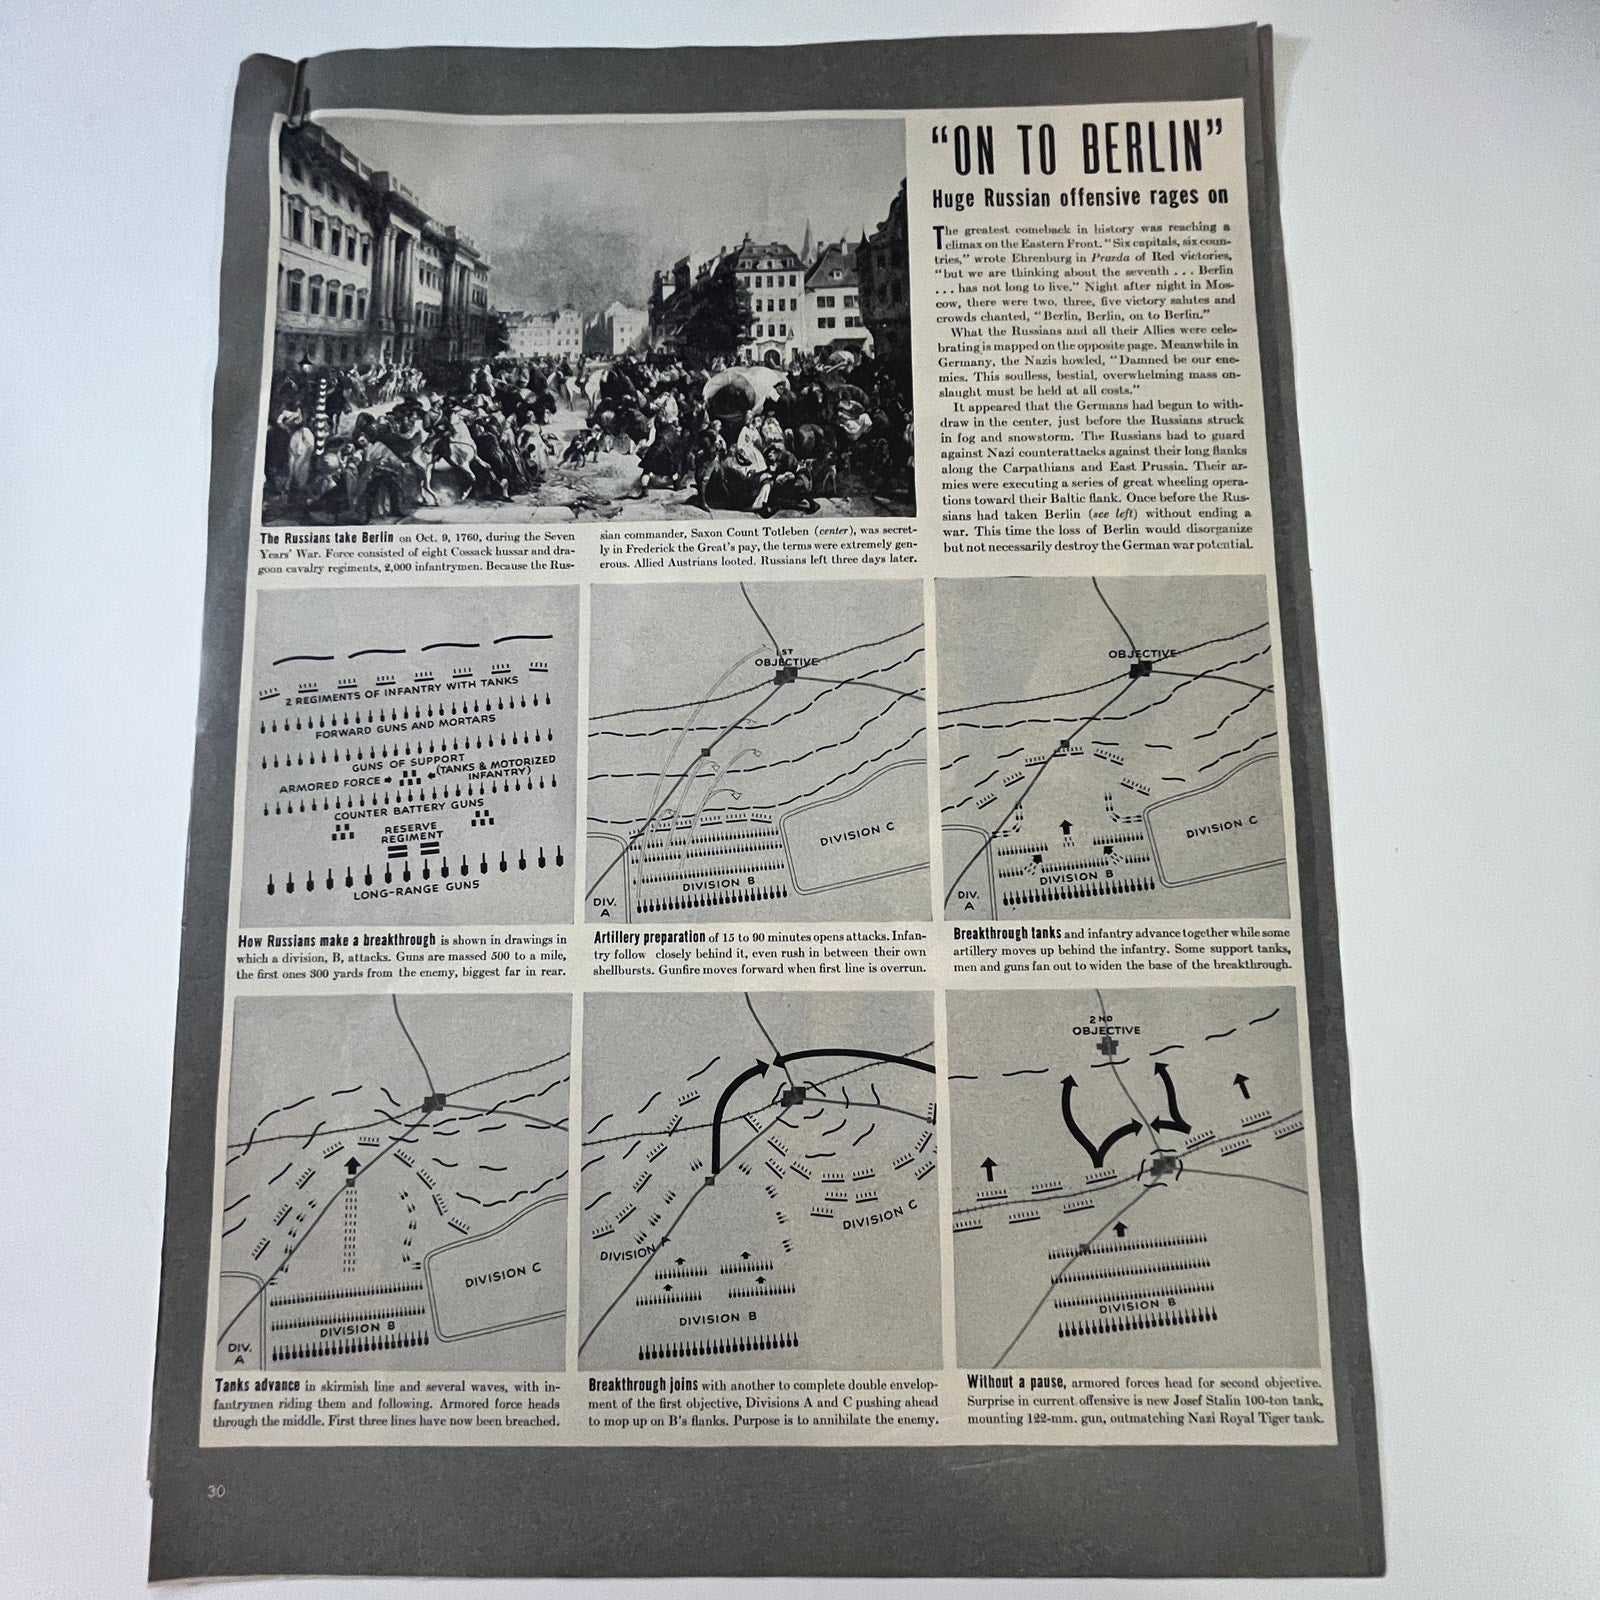 "ON TO BERLIN"
Huge Russian offensive rages on
The greatest comeback in history was reaching a
climax on the Eastern Front. "Six capitals, six coun-
tries," wrote Ehrenburg in Pravda of Red victories,
"but we are thinking about the seventh . . . Berlin
. . . has not long to live." Night after night in Mos-
cow, there were two, three, five victory salutes and
crowds chanted, "Berlin, Berlin, on to Berlin."
What the Russians and all their Allies were cele-
brating is mapped on the opposite page. Meanwhile in
Germany, the Nazis howled, "Damned be our ene-
mies. This soulless, bestial, overwhelming mass on-
slaught must be held at all costs."
It appeared that the Germans had begun to with-
draw in the center, just before the Russians struck
in fog and snowstorm. The Russians had to guard
against Nazi counterattacks against their long flanks
along the Carpathians and East Prussia. Their ar-
mies were executing a series of great wheeling opera-
tions toward their Baltic flank. Once before the Rus-
sians had taken Berlin (see left) without ending a
war. This time the loss of Berlin would disorganize
but not necessarily destroy the German war potential.
The Russians take Berlin on Oct. 9, 1760, during the Seven
Years' War. Force consisted of eight Cossack hussar and dra-
goon cavalry regiments, 2,000 infantrymen. Because the Rus-
sian commander, Saxon Count Totleben (center), was secret-
ly in Frederick the Great's pay, the terms were extremely gen-
erous. Allied Austrians looted. Russians left three days later.
2 REGIMENTS OF INFANTRY WITH TANKS
FORWARD GUNS AND MORTARS
GUNS OF SUPPORT
ARMORED FORCE
(TANKS & MOTORIZED
INFANTRY)
COUNTER BATTERY GUNS
RESERVE
REGIMENT
LONG-RANGE GUNS
1ST
OBJECTIVE
DIVISION C
DIVISION B
DIV.
A
OBJECTIVE
DIVISION C
DIVISION B
DIV.
A
How Russians make a breakthrough is shown in drawings in
which a division, B, attacks. Guns are massed 500 to a mile,
the first ones 300 yards from the enemy, biggest far in rear.
Artillery preparation of 15 to 90 minutes opens attacks. Infan-
try follow closely behind it, even rush in between their own
shellbursts. Gunfire moves forward when first line is overrun.
Breakthrough tanks and infantry advance together while some
artillery moves up behind the infantry. Some support tanks,
men and guns fan out to widen the base of the breakthrough.
DIVISION C
DIVISION B
DIV.
A
DIVISION A
DIVISION C
DIVISION B
2ND
OBJECTIVE
DIVISION B
Tanks advance in skirmish line and several waves, with in-
fantrymen riding them and following. Armored force heads
through the middle. First three lines have now been breached.
Breakthrough joins with another to complete double envelop-
ment of the first objective, Divisions A and C pushing ahead
to mop up on B's flanks. Purpose is to annihilate the enemy.
Without a pause, armored forces head for second objective.
Surprise in current offensive is new Josef Stalin 100-ton tank,
mounting 122-mm. gun, outmatching Nazi Royal Tiger tank.
30